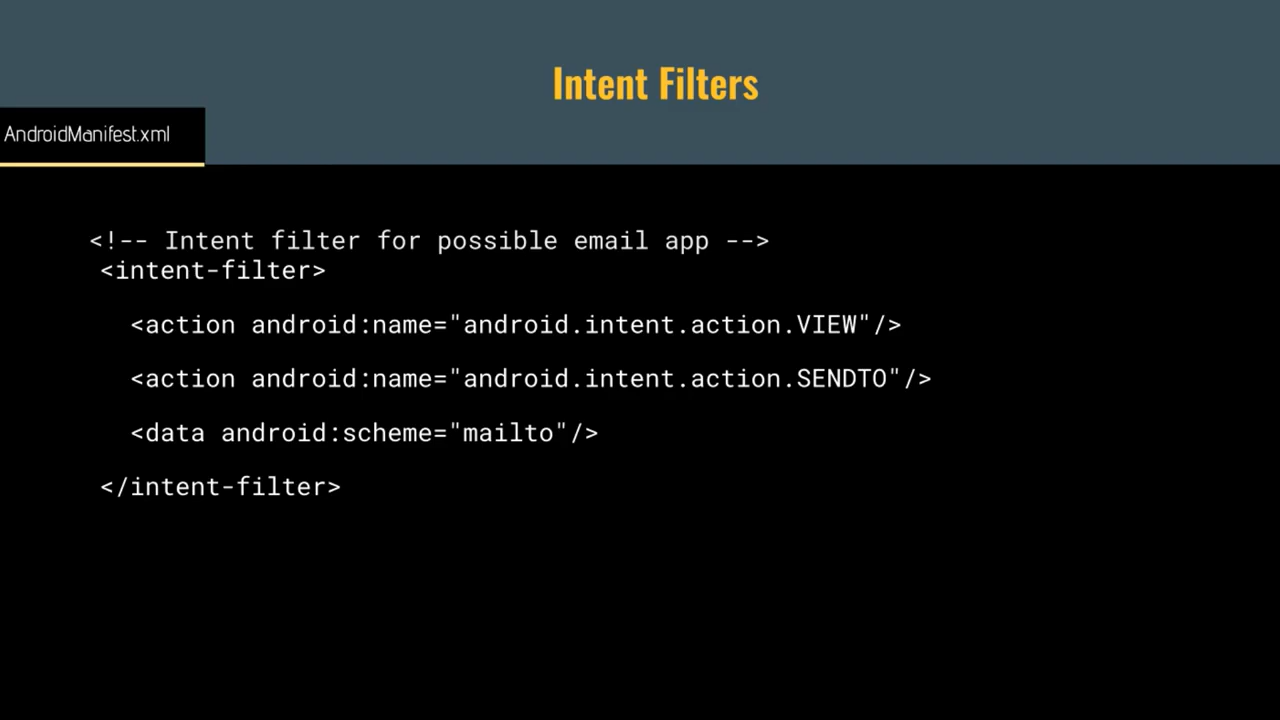 Intent Filters
AndroidManifest.xml
<!-- Intent filter for possible email app -->
<intent-filter>
<action android:name="android.intent.action.VIEW"/>
<action android:name="android.intent.action.SENDTO"/>
<data android:scheme="mailto"/>
</intent-filter>